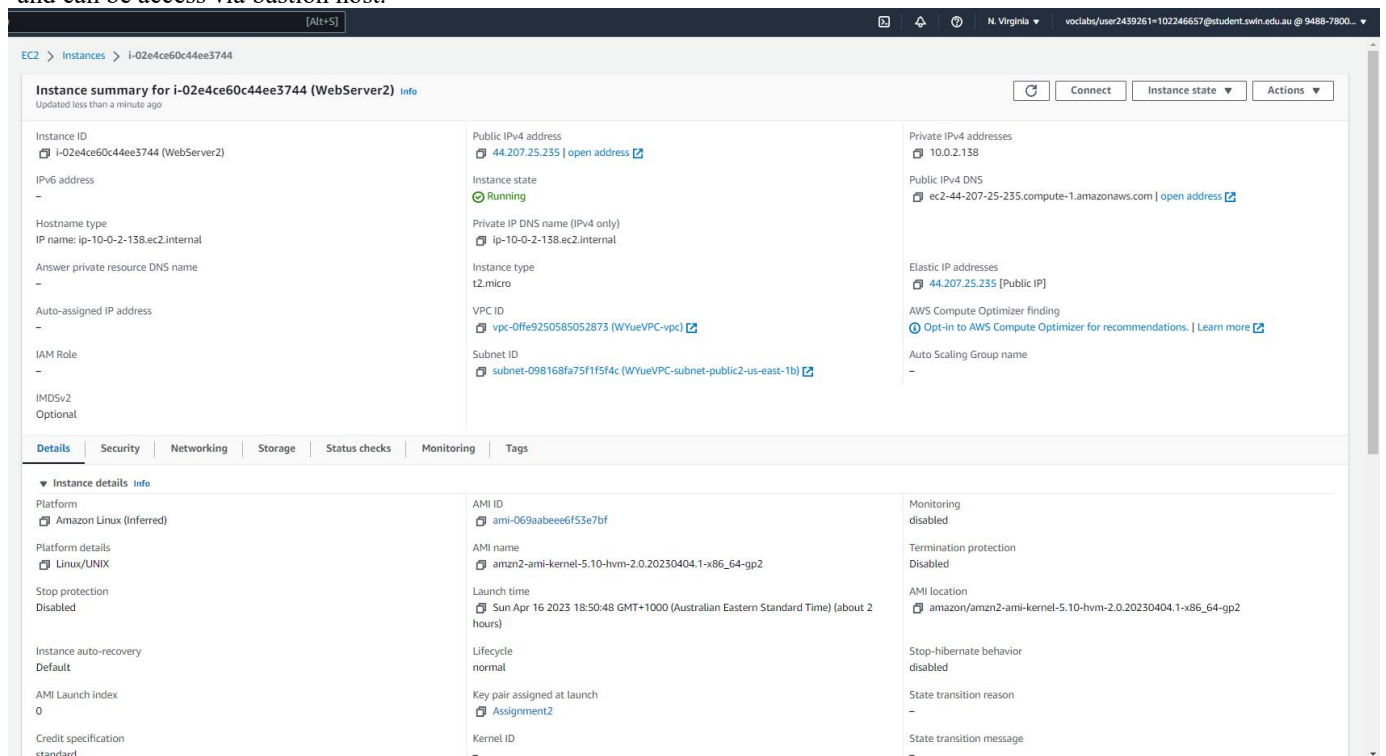 and can be access via bastion host.
[Alt+S]
N. Virginia ▼ voclabs/user2439261=102246657@student.swin.edu.au @ 9488-7800... ▼
EC2 > Instances > i-02e4ce60c44ee3744
Instance summary for i-02e4ce60c44ee3744 (WebServer2) Info
Connect Instance state ▼ Actions ▼
Updated less than a minute ago
Instance ID
i-02e4ce60c44ee3744 (WebServer2)
Public IPv4 address
44.207.25.235 | open address
Private IPv4 addresses
10.0.2.138
IPv6 address
–
Instance state
Running
Public IPv4 DNS
ec2-44-207-25-235.compute-1.amazonaws.com | open address
Hostname type
IP name: ip-10-0-2-138.ec2.internal
Private IP DNS name (IPv4 only)
ip-10-0-2-138.ec2.internal
Answer private resource DNS name
–
Instance type
t2.micro
Elastic IP addresses
44.207.25.235 [Public IP]
Auto-assigned IP address
–
VPC ID
vpc-0ffe9250585052873 (WYueVPC-vpc)
AWS Compute Optimizer finding
Opt-in to AWS Compute Optimizer for recommendations. | Learn more
IAM Role
–
Subnet ID
subnet-098168fa75f1f5f4c (WYueVPC-subnet-public2-us-east-1b)
Auto Scaling Group name
–
IMDSv2
Optional
Details Security Networking Storage Status checks Monitoring Tags
▼ Instance details Info
Platform
Amazon Linux (Inferred)
AMI ID
ami-069aabeee6f53e7bf
Monitoring
disabled
Platform details
Linux/UNIX
AMI name
amzn2-ami-kernel-5.10-hvm-2.0.20230404.1-x86_64-gp2
Termination protection
Disabled
Stop protection
Disabled
Launch time
Sun Apr 16 2023 18:50:48 GMT+1000 (Australian Eastern Standard Time) (about 2
hours)
AMI location
amazon/amzn2-ami-kernel-5.10-hvm-2.0.20230404.1-x86_64-gp2
Instance auto-recovery
Default
Lifecycle
normal
Stop-hibernate behavior
disabled
AMI Launch index
0
Key pair assigned at launch
Assignment2
State transition reason
–
Credit specification
standard
Kernel ID
–
State transition message
–